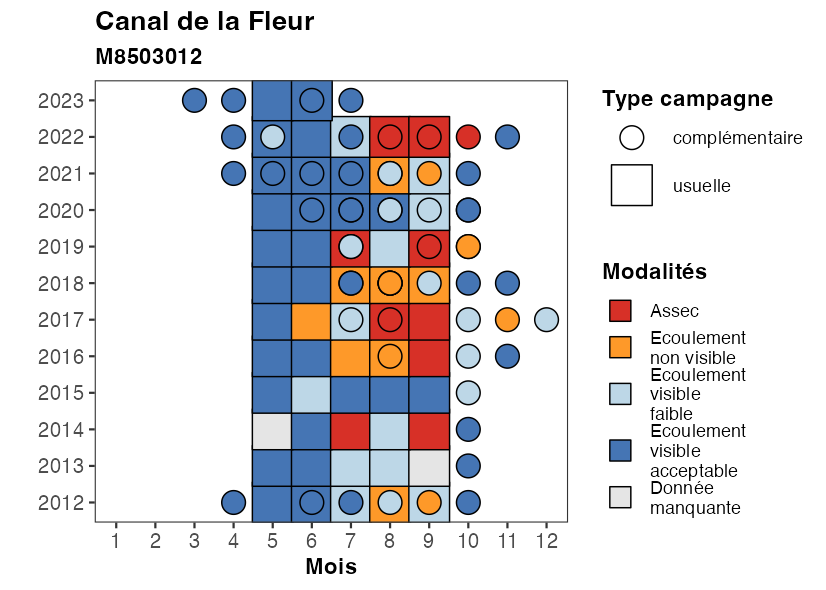 Canal de la Fleur
M8503012
2023
2022
2021
2020
2019
2018
2017
2016
2015
2014
2013
2012
1 2 3 4 5 6 7 8 9 10 11 12
Mois
Type campagne
complémentaire
usuelle
Modalités
Assec
Ecoulement
non visible
Ecoulement
visible
faible
Ecoulement
visible
acceptable
Donnée
manquante